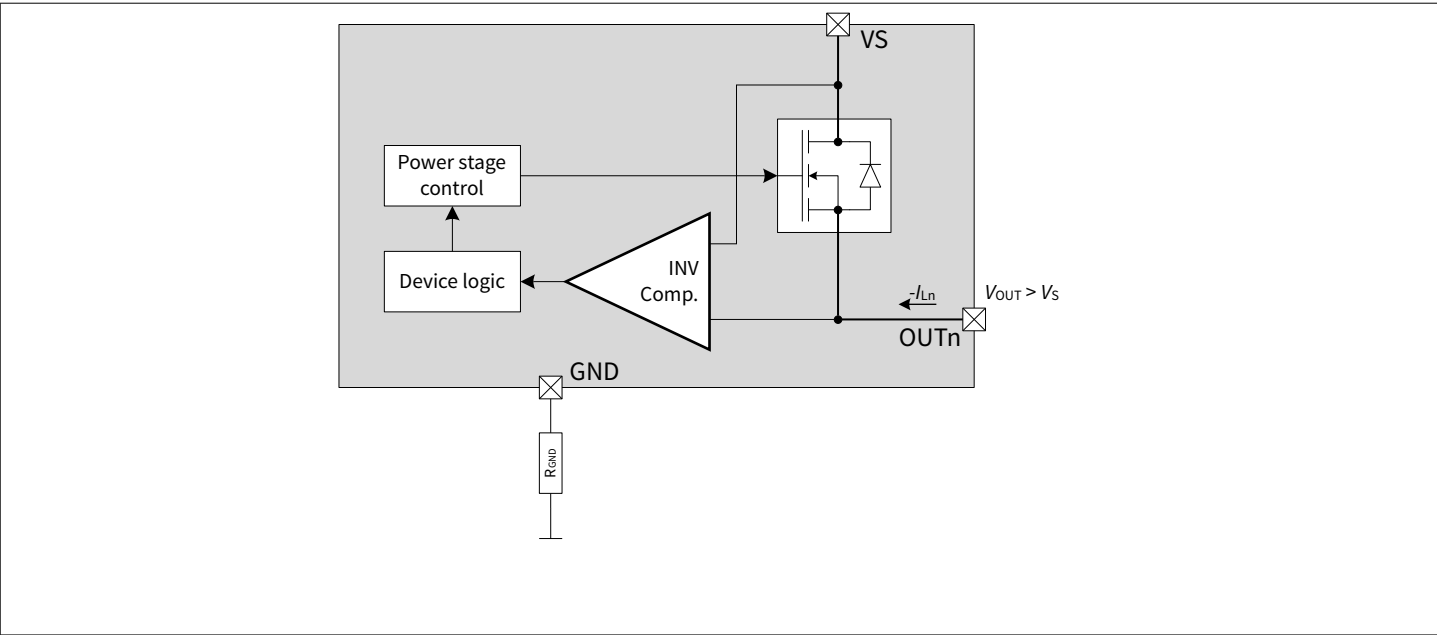 VS
Power stage
control
Device logic
INV
Comp.
-ILn
VOUT > VS
OUTn
GND
RGND